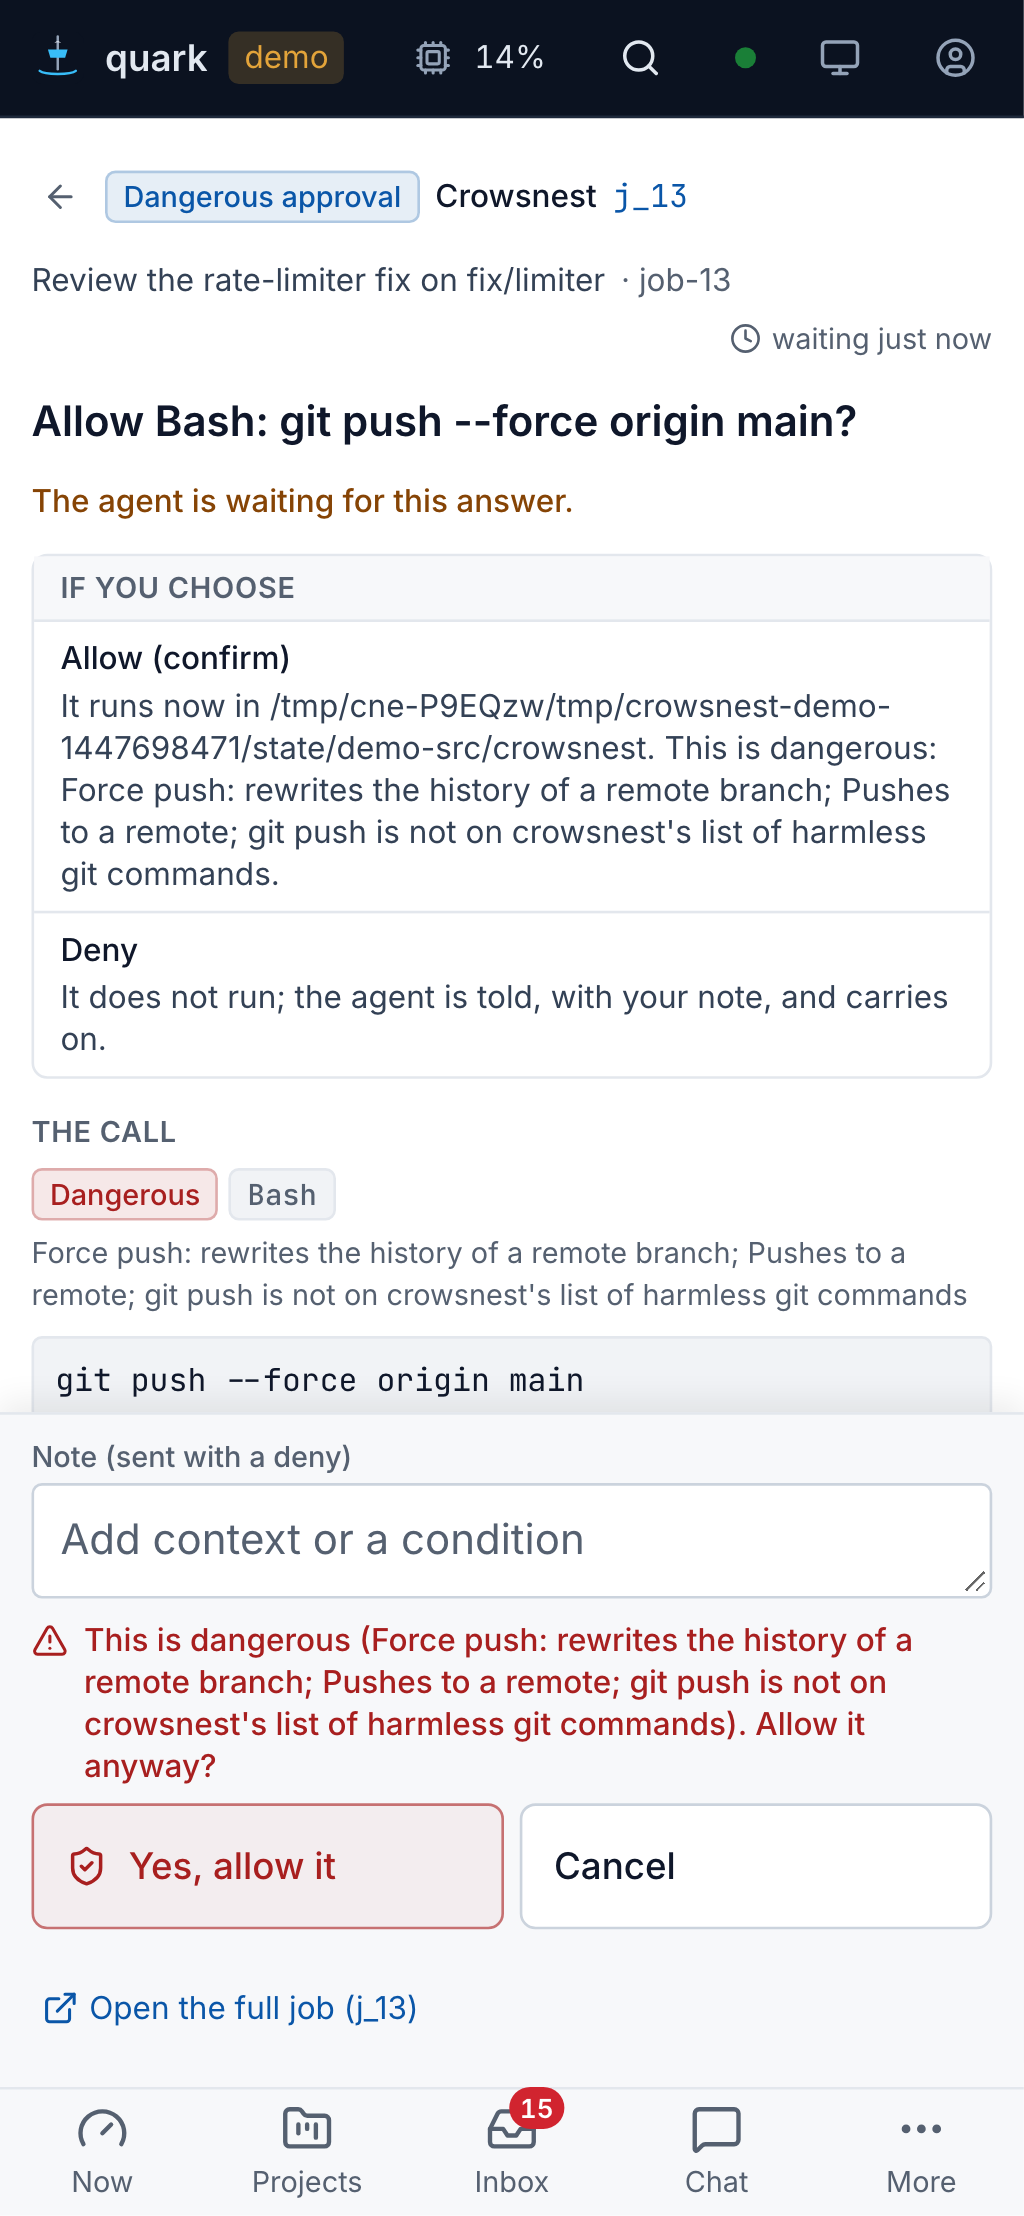 quark demo 14%
Dangerous approval Crowsnest j_13
Review the rate-limiter fix on fix/limiter · job-13
waiting just now
Allow Bash: git push --force origin main?
The agent is waiting for this answer.
IF YOU CHOOSE
Allow (confirm)
It runs now in /tmp/cne-P9EQzw/tmp/crowsnest-demo-
1447698471/state/demo-src/crowsnest. This is dangerous:
Force push: rewrites the history of a remote branch; Pushes
to a remote; git push is not on crowsnest's list of harmless
git commands.
Deny
It does not run; the agent is told, with your note, and carries
on.
THE CALL
Dangerous Bash
Force push: rewrites the history of a remote branch; Pushes to a
remote; git push is not on crowsnest's list of harmless git commands
git push --force origin main
Note (sent with a deny)
Add context or a condition
This is dangerous (Force push: rewrites the history of a
remote branch; Pushes to a remote; git push is not on
crowsnest's list of harmless git commands). Allow it
anyway?
Yes, allow it Cancel
Open the full job (j_13)
15
Now Projects Inbox Chat More